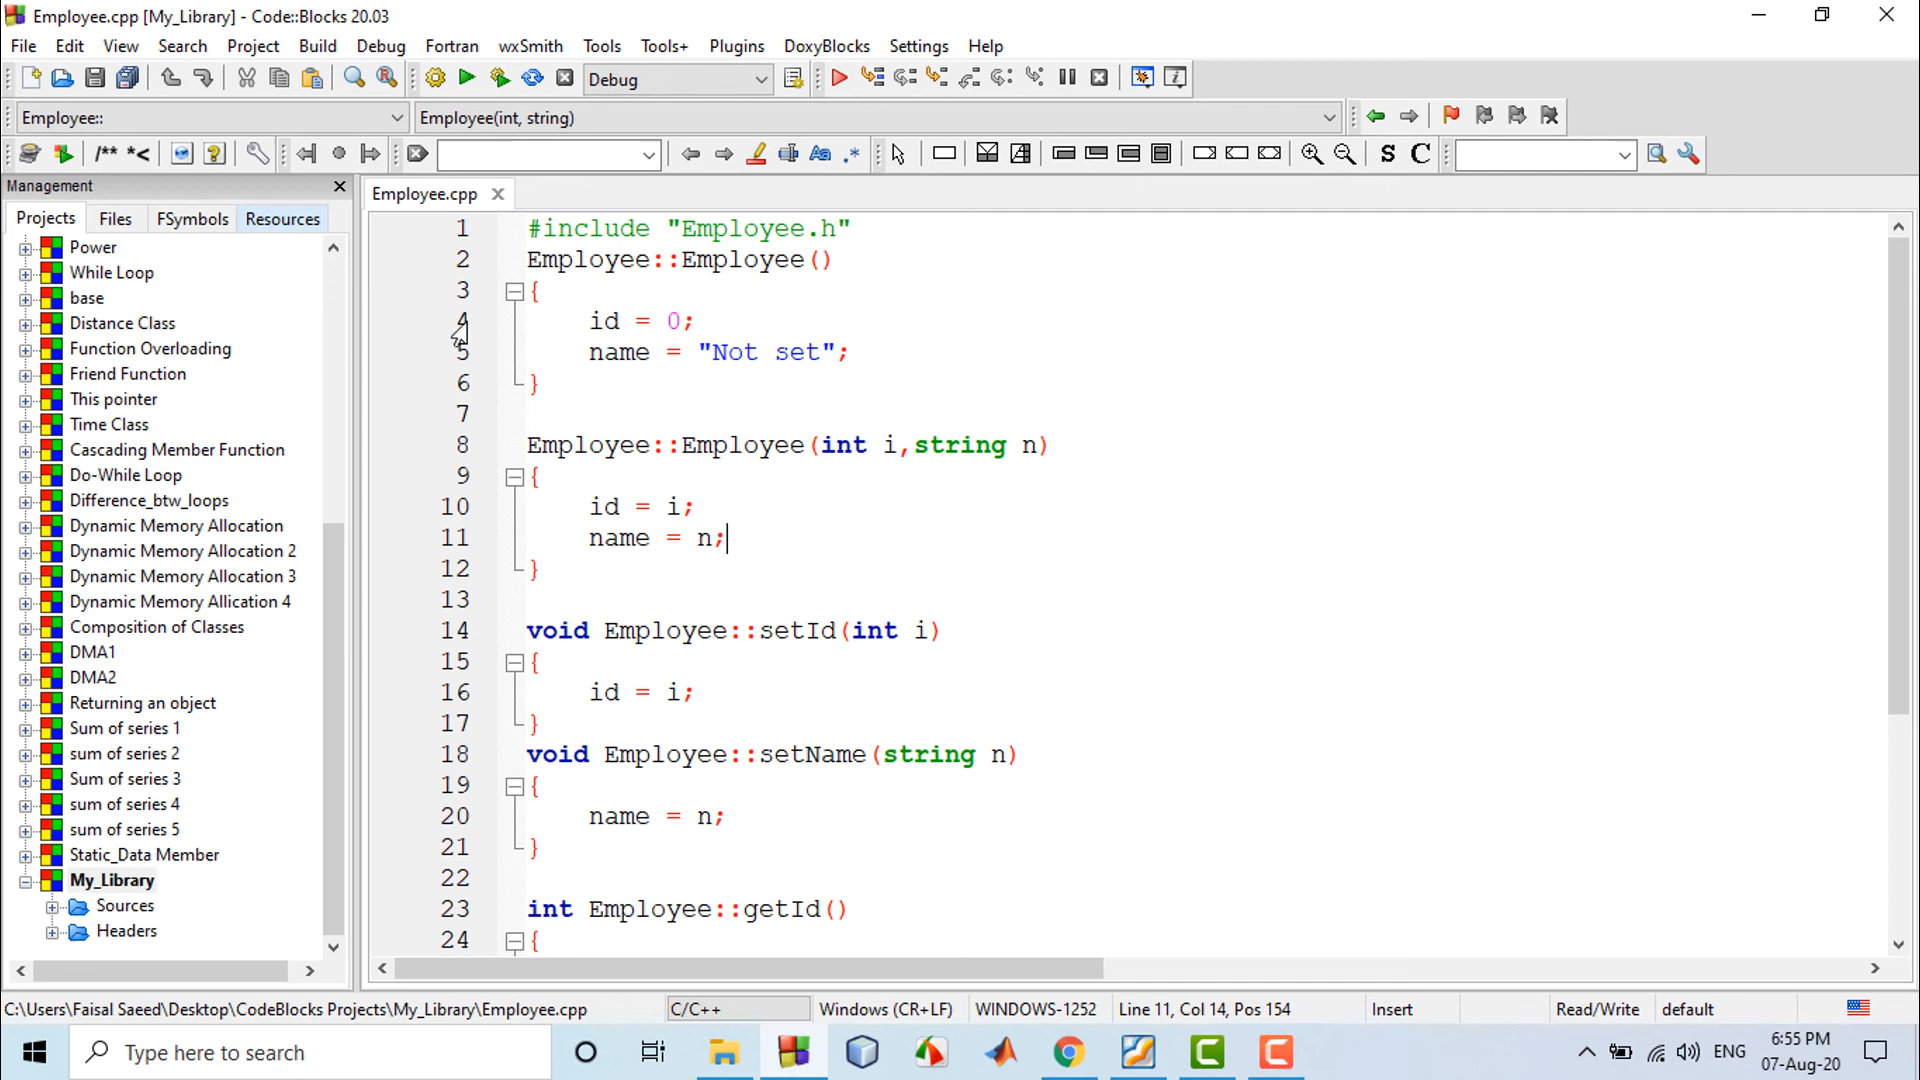 Employee.cpp [My_Library] - Code::Blocks 20.03
File Edit View Search Project Build Debug Fortran wxSmith Tools Tools+ Plugins DoxyBlocks Settings Help
Debug
Employee:: Employee(int, string)
/** *< Aa .* S C
Management
Projects Files FSymbols Resources
Power
While Loop
base
Distance Class
Function Overloading
Friend Function
This pointer
Time Class
Cascading Member Function
Do-While Loop
Difference_btw_loops
Dynamic Memory Allocation
Dynamic Memory Allocation 2
Dynamic Memory Allocation 3
Dynamic Memory Allication 4
Composition of Classes
DMA1
DMA2
Returning an object
Sum of series 1
sum of series 2
Sum of series 3
sum of series 4
sum of series 5
Static_Data Member
My_Library
Sources
Headers
Employee.cpp
1 #include "Employee.h"
2 Employee::Employee()
3 {
4 id = 0;
5 name = "Not set";
6 }
7
8 Employee::Employee(int i,string n)
9 {
10 id = i;
11 name = n;
12 }
13
14 void Employee::setId(int i)
15 {
16 id = i;
17 }
18 void Employee::setName(string n)
19 {
20 name = n;
21 }
22
23 int Employee::getId()
24 {
C:\Users\Faisal Saeed\Desktop\CodeBlocks Projects\My_Library\Employee.cpp C/C++ Windows (CR+LF) WINDOWS-1252 Line 11, Col 14, Pos 154 Insert Read/Write default
Type here to search
ENG
6:55 PM
07-Aug-20